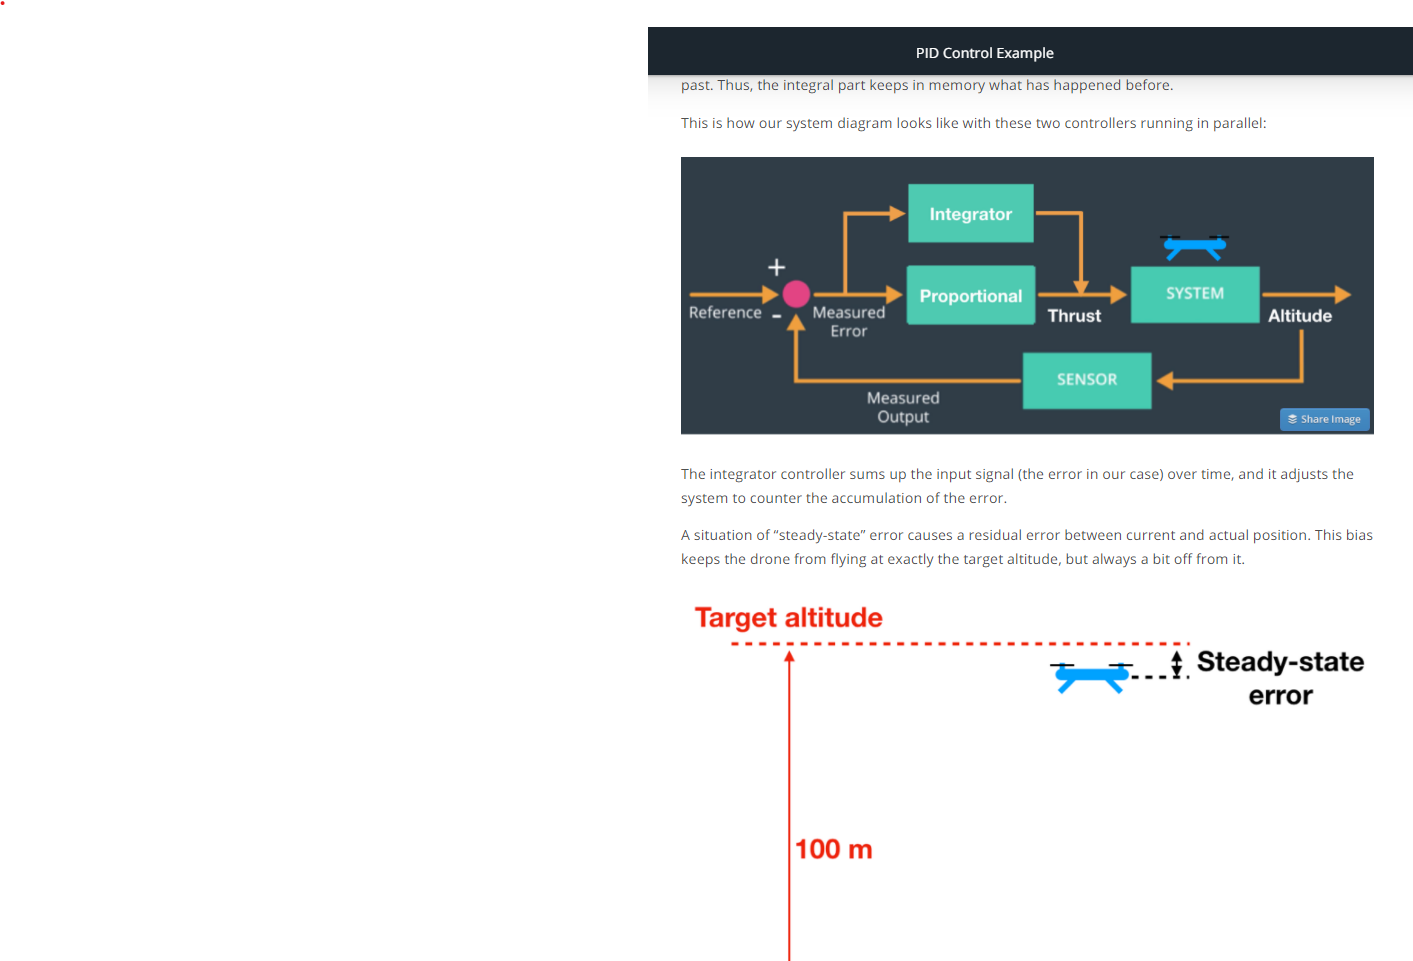 PID Control Example
past. Thus, the integral part keeps in memory what has happened before.
This is how our system diagram looks like with these two controllers running in parallel:
Integrator
+
Proportional
SYSTEM
Reference
-
Measured
Error
Thrust
Altitude
SENSOR
Measured
Output
Share Image
The integrator controller sums up the input signal (the error in our case) over time, and it adjusts the
system to counter the accumulation of the error.
A situation of “steady-state” error causes a residual error between current and actual position. This bias
keeps the drone from flying at exactly the target altitude, but always a bit off from it.
Target altitude
Steady-state
error
100 m